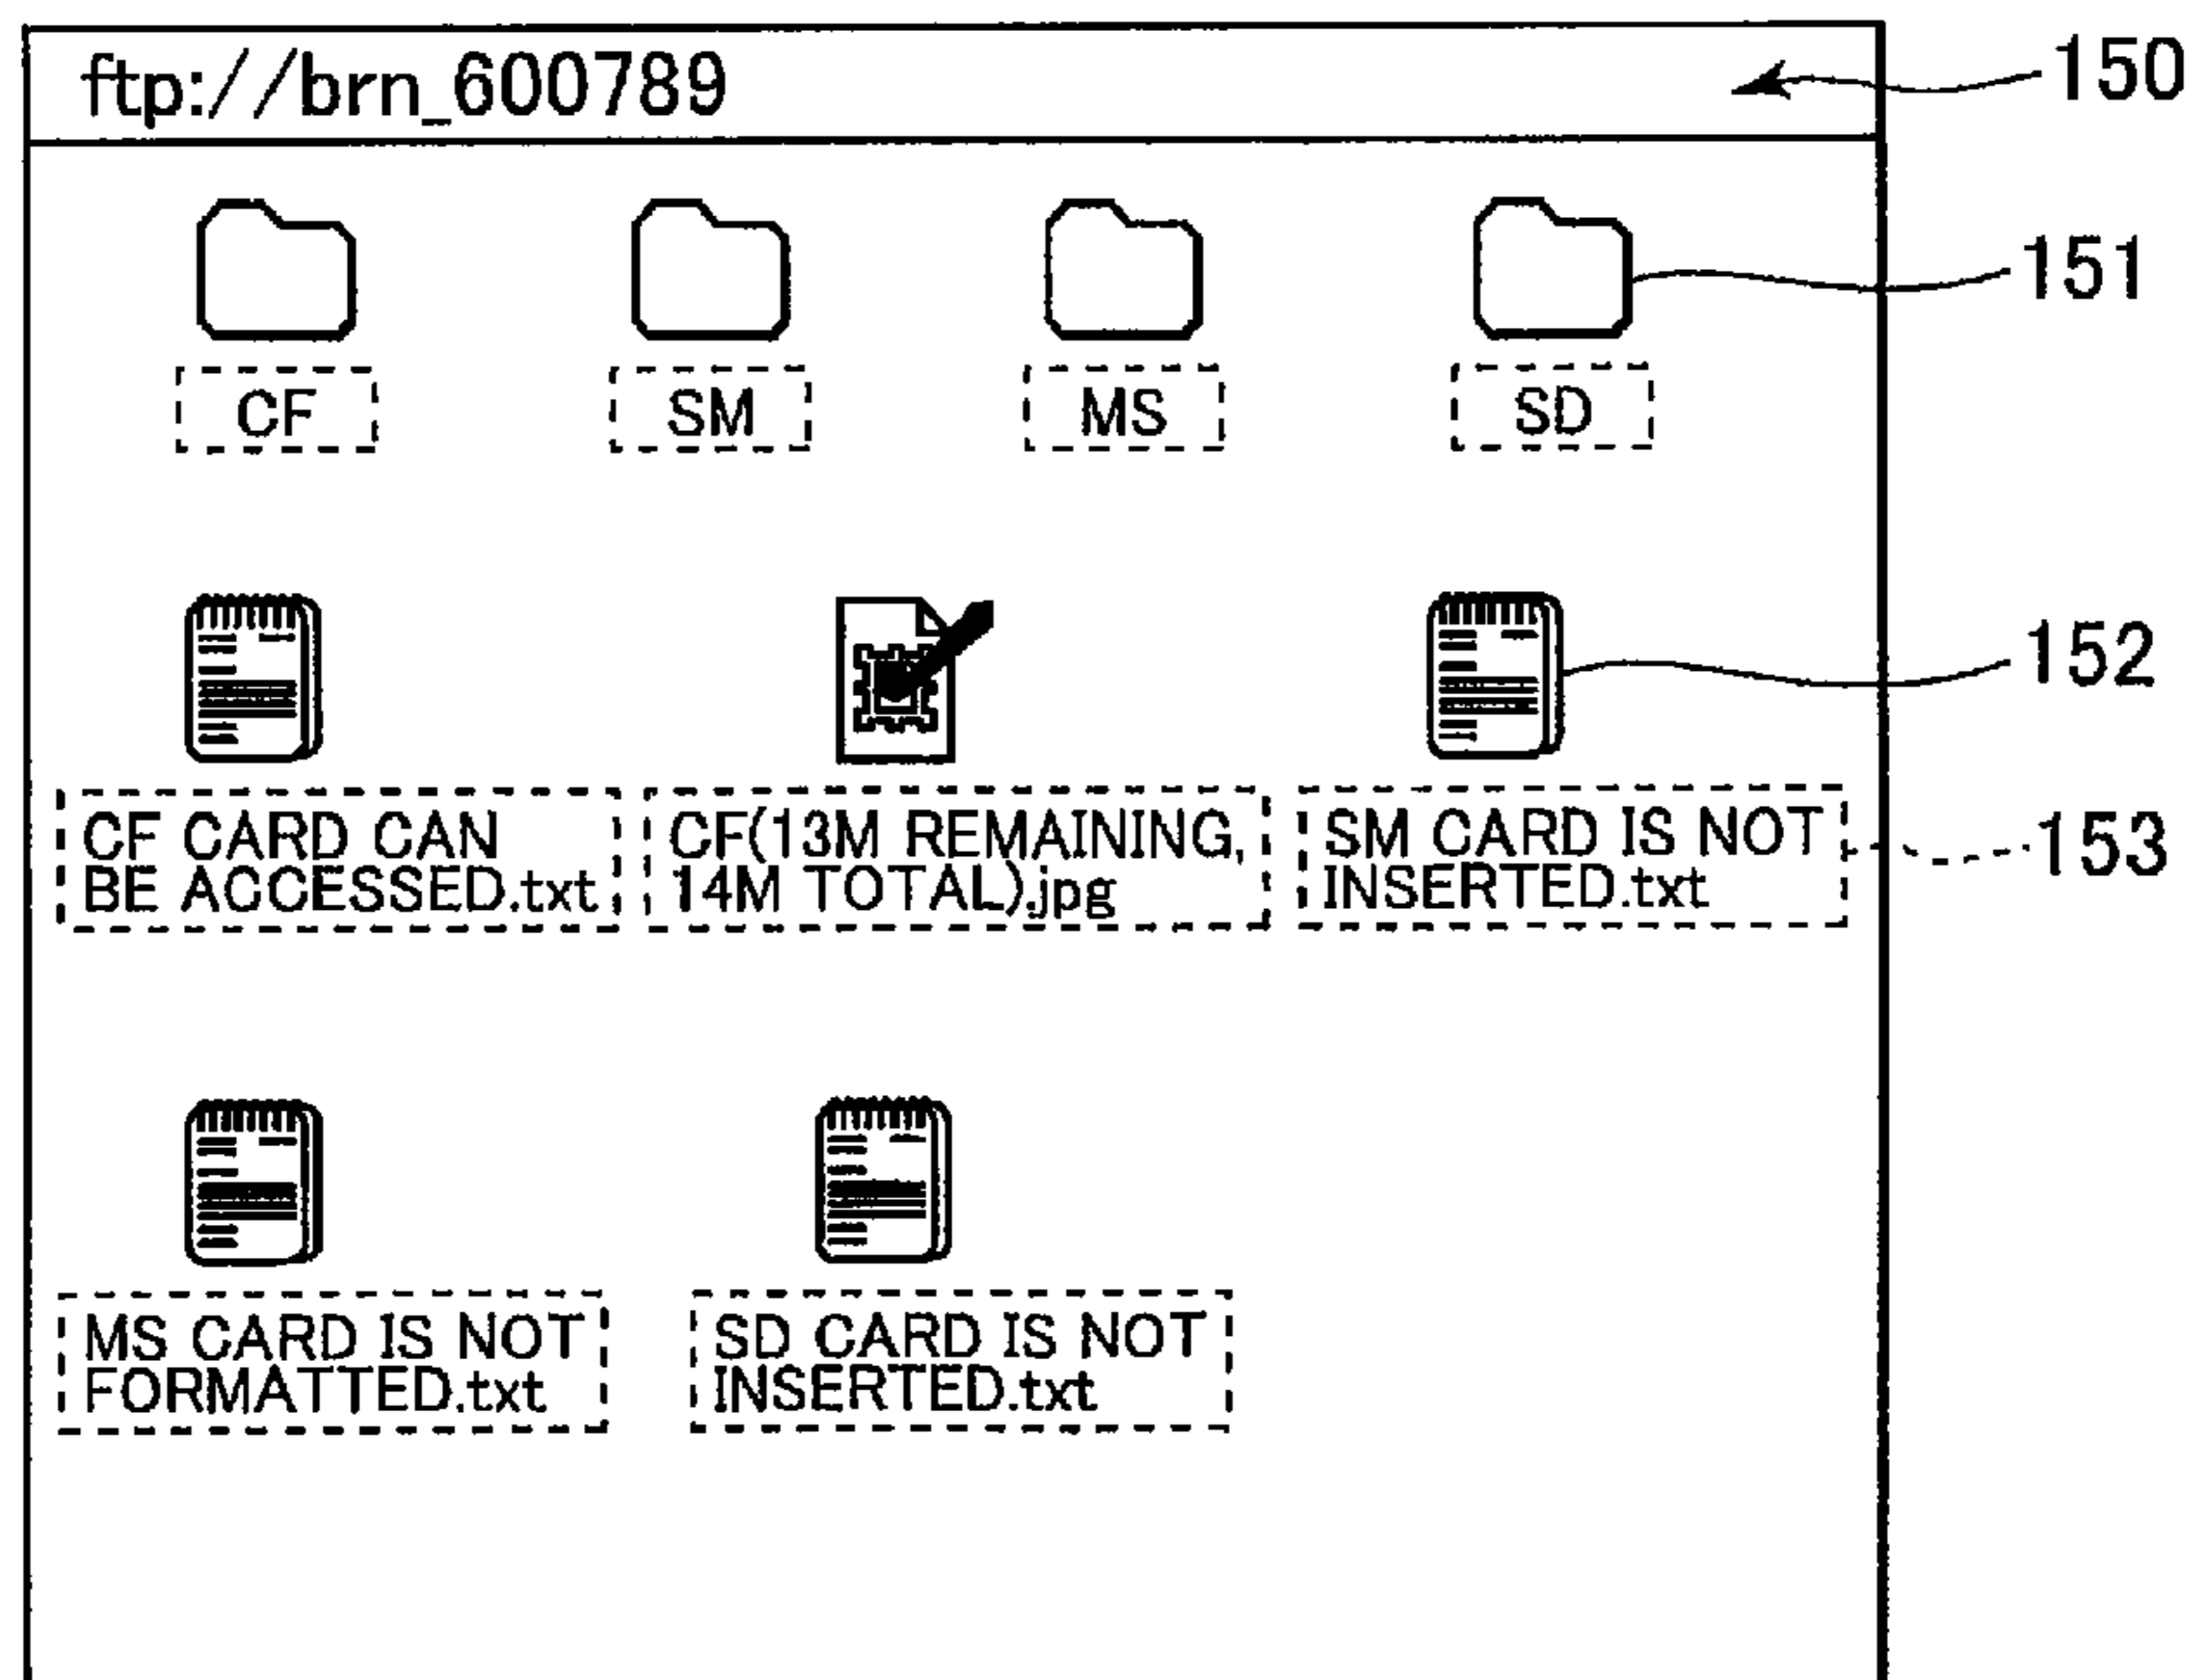 ftp://brn_600789
150
151
CF
SM
MS
SD
152
CF CARD CAN
BE ACCESSED.txt
CF(13M REMAINING,
14M TOTAL).jpg
SM CARD IS NOT
INSERTED.txt
153
MS CARD IS NOT
FORMATTED.txt
SD CARD IS NOT
INSERTED.txt